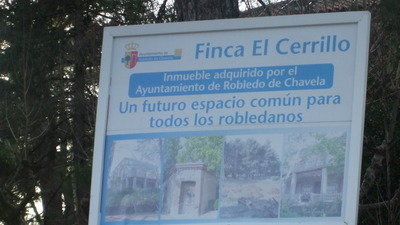 Finca El Cerrillo
Inmueble adquirido por el
Ayuntamiento de Robledo de Chavela
Un futuro espacio común para
todos los robledanos